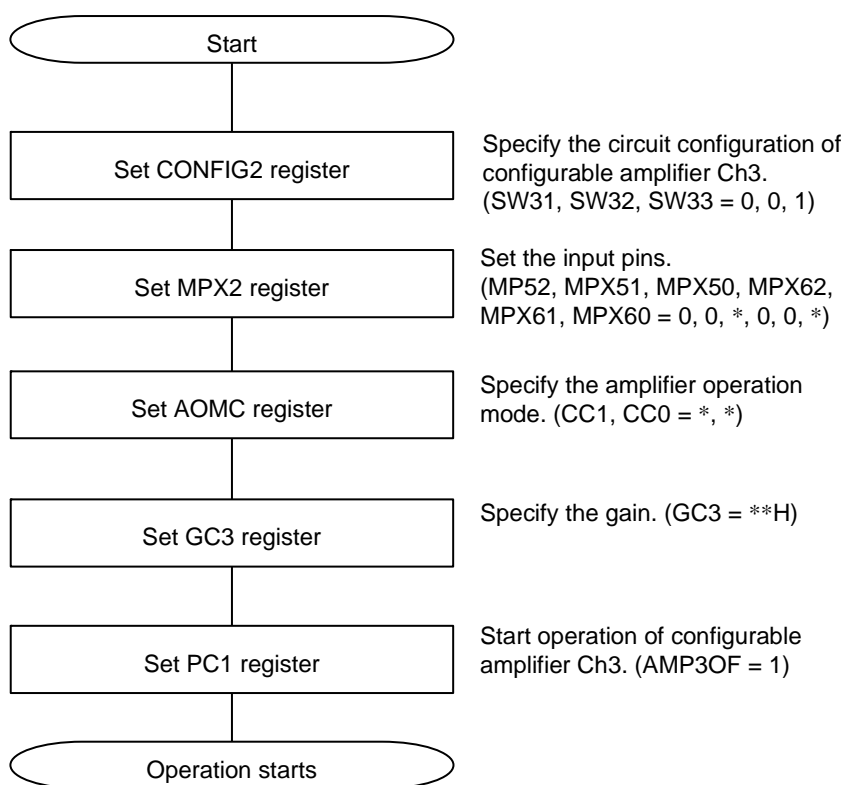 Start
Set CONFIG2 register
Specify the circuit configuration of
configurable amplifier Ch3.
(SW31, SW32, SW33 = 0, 0, 1)
Set MPX2 register
Set the input pins.
(MP52, MPX51, MPX50, MPX62,
MPX61, MPX60 = 0, 0, *, 0, 0, *)
Set AOMC register
Specify the amplifier operation
mode. (CC1, CC0 = *, *)
Set GC3 register
Specify the gain. (GC3 = **H)
Set PC1 register
Start operation of configurable
amplifier Ch3. (AMP3OF = 1)
Operation starts